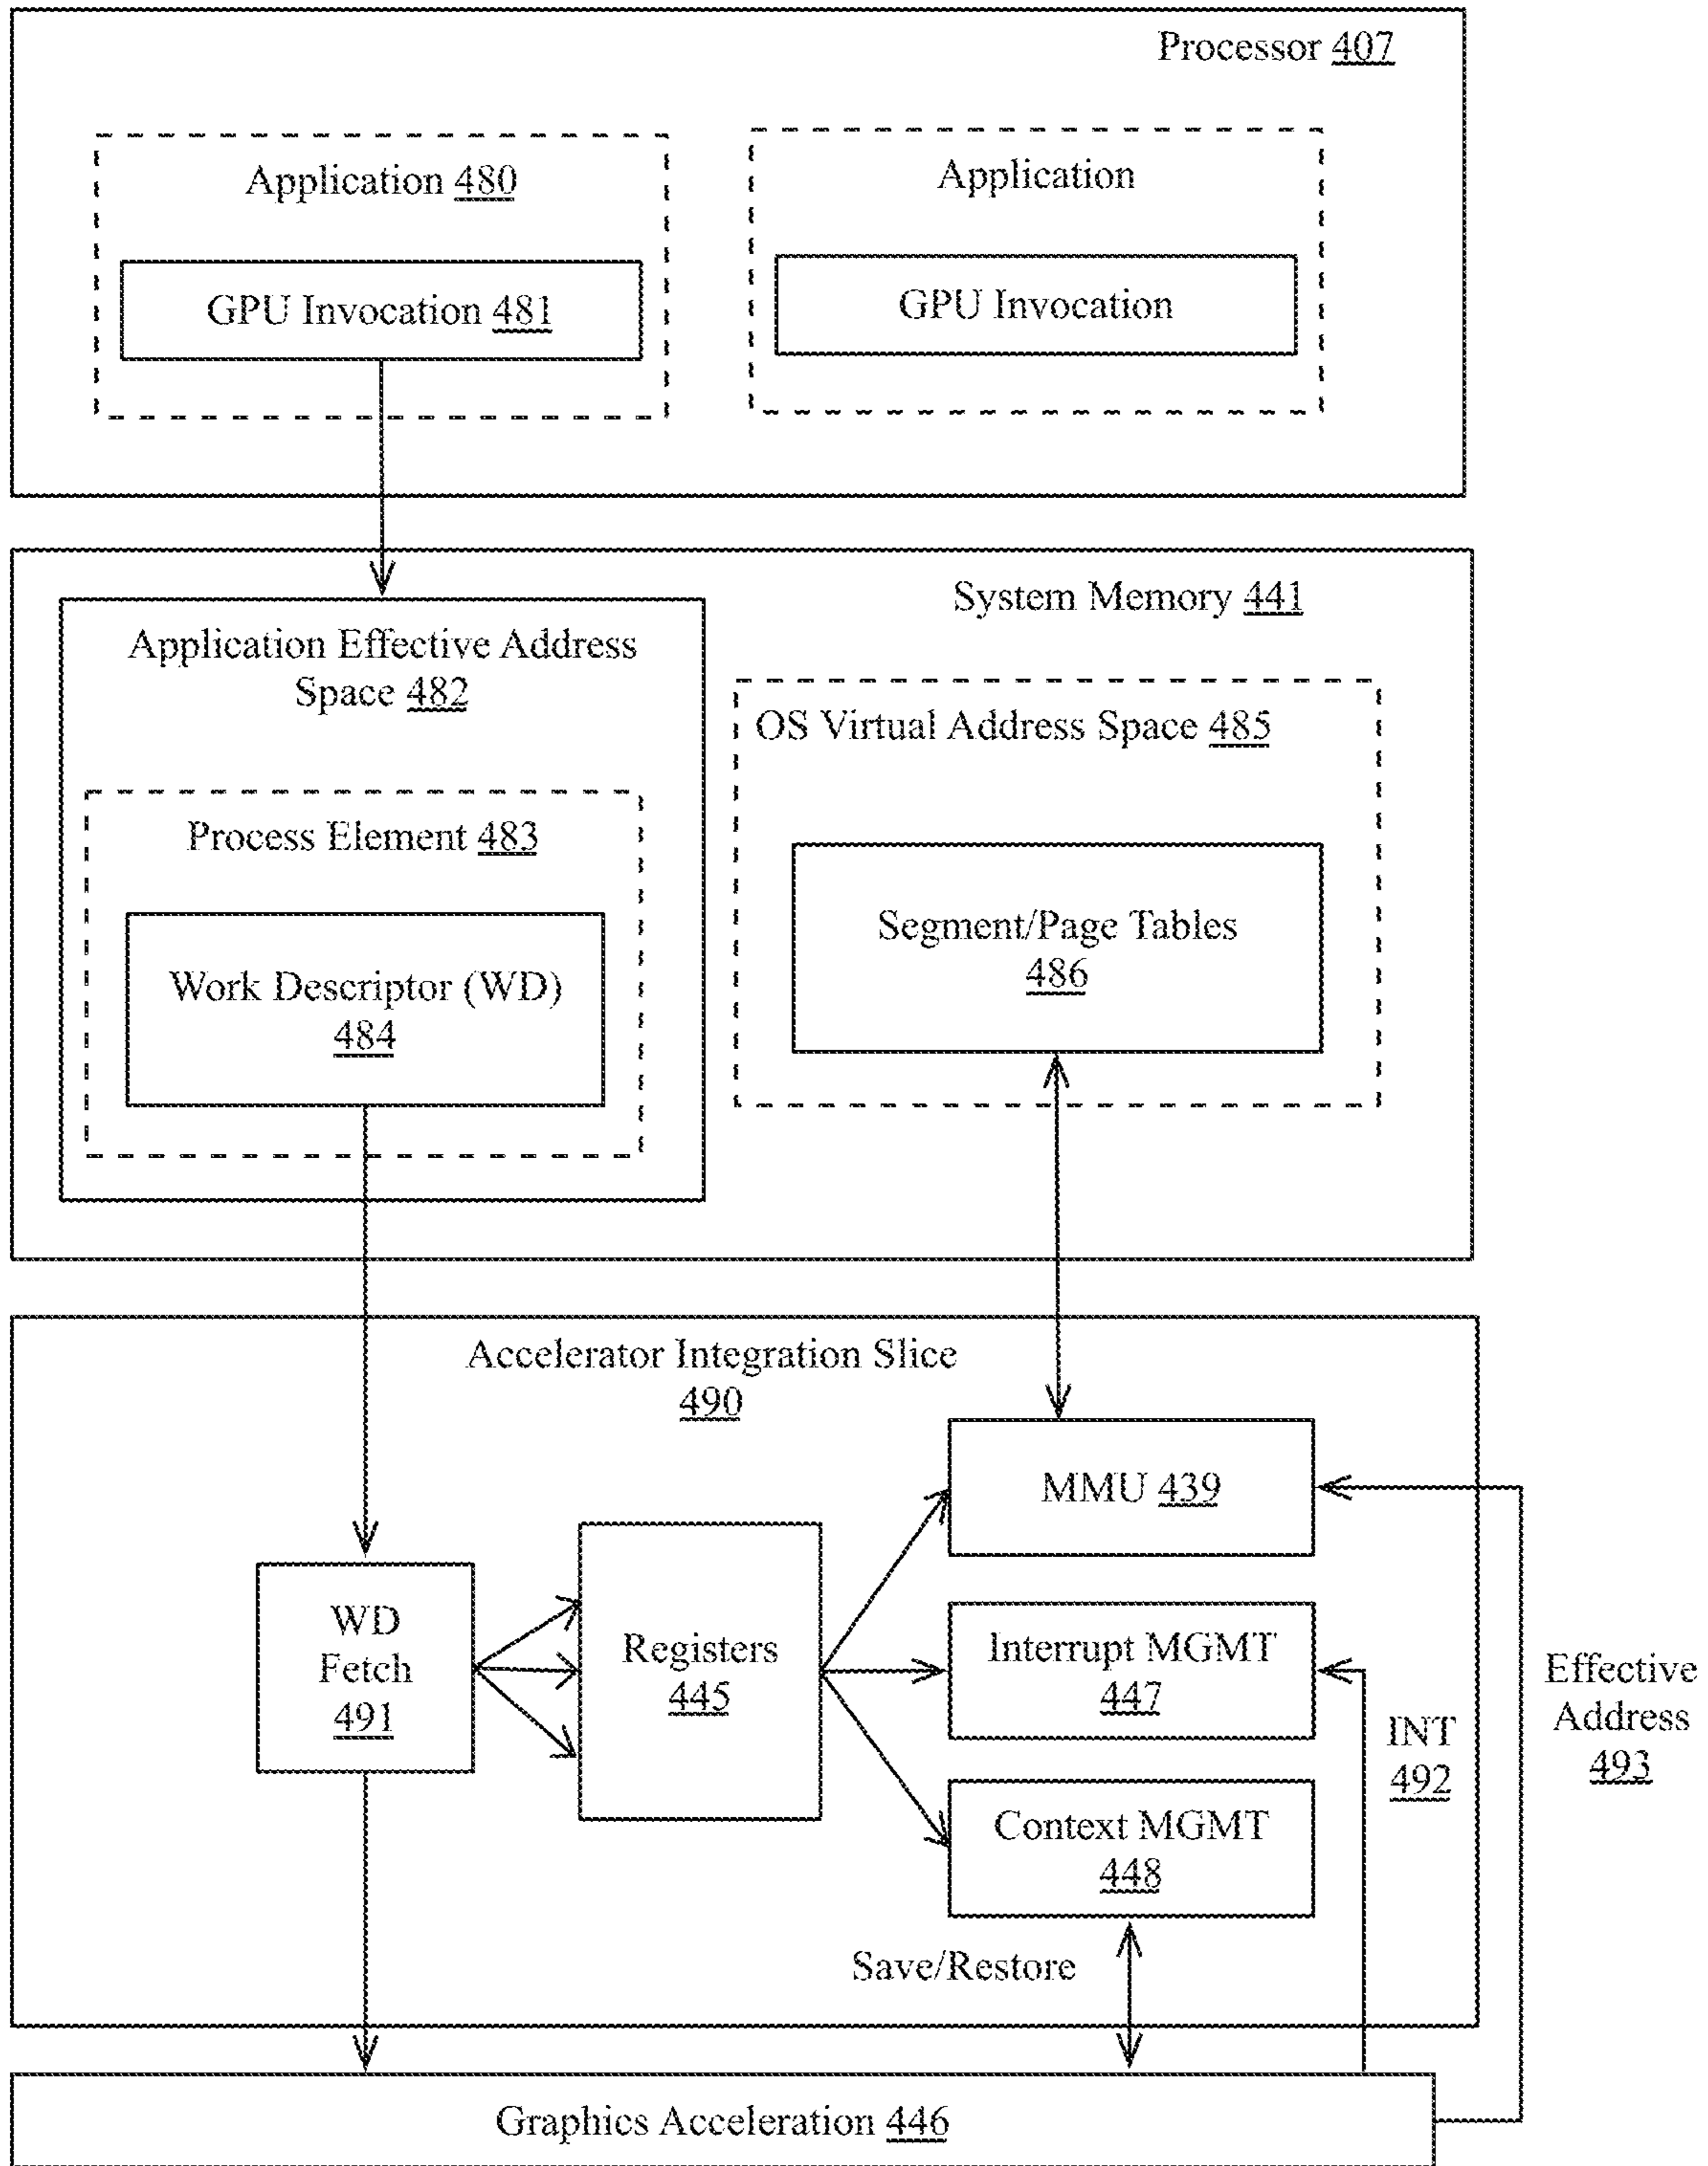 Processor 407
Application 480
Application
GPU Invocation 481
GPU Invocation
System Memory 441
Application Effective Address
Space 482
OS Virtual Address Space 485
Process Element 483
Segment/Page Tables
486
Work Descriptor (WD)
484
Accelerator Integration Slice
490
MMU 439
WD
Fetch
491
Registers
445
Interrupt MGMT
447
Effective
Address
493
INT
492
Context MGMT
448
Save/Restore
Graphics Acceleration 446